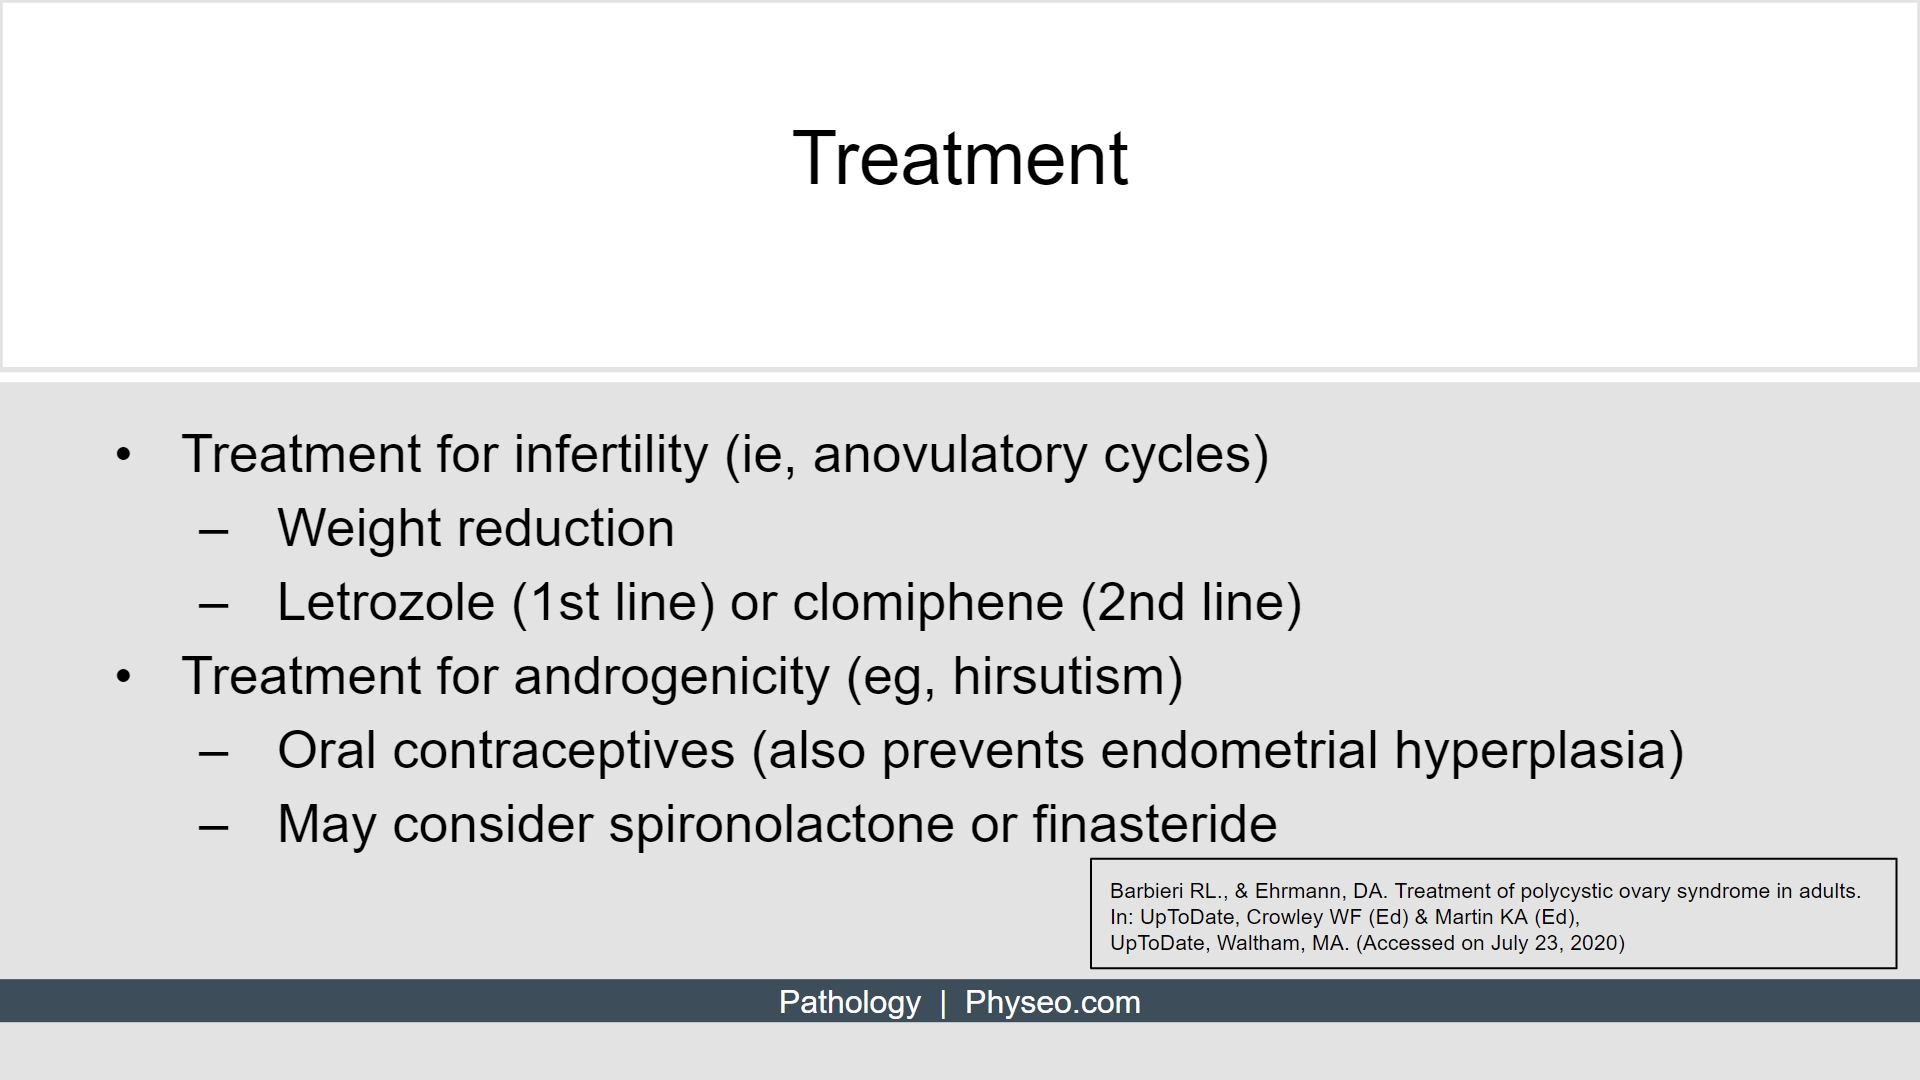 Treatment
• Treatment for infertility (ie, anovulatory cycles)
– Weight reduction
– Letrozole (1st line) or clomiphene (2nd line)
• Treatment for androgenicity (eg, hirsutism)
– Oral contraceptives (also prevents endometrial hyperplasia)
– May consider spironolactone or finasteride
Barbieri RL., & Ehrmann, DA. Treatment of polycystic ovary syndrome in adults.
In: UpToDate, Crowley WF (Ed) & Martin KA (Ed),
UpToDate, Waltham, MA. (Accessed on July 23, 2020)
Pathology | Physeo.com